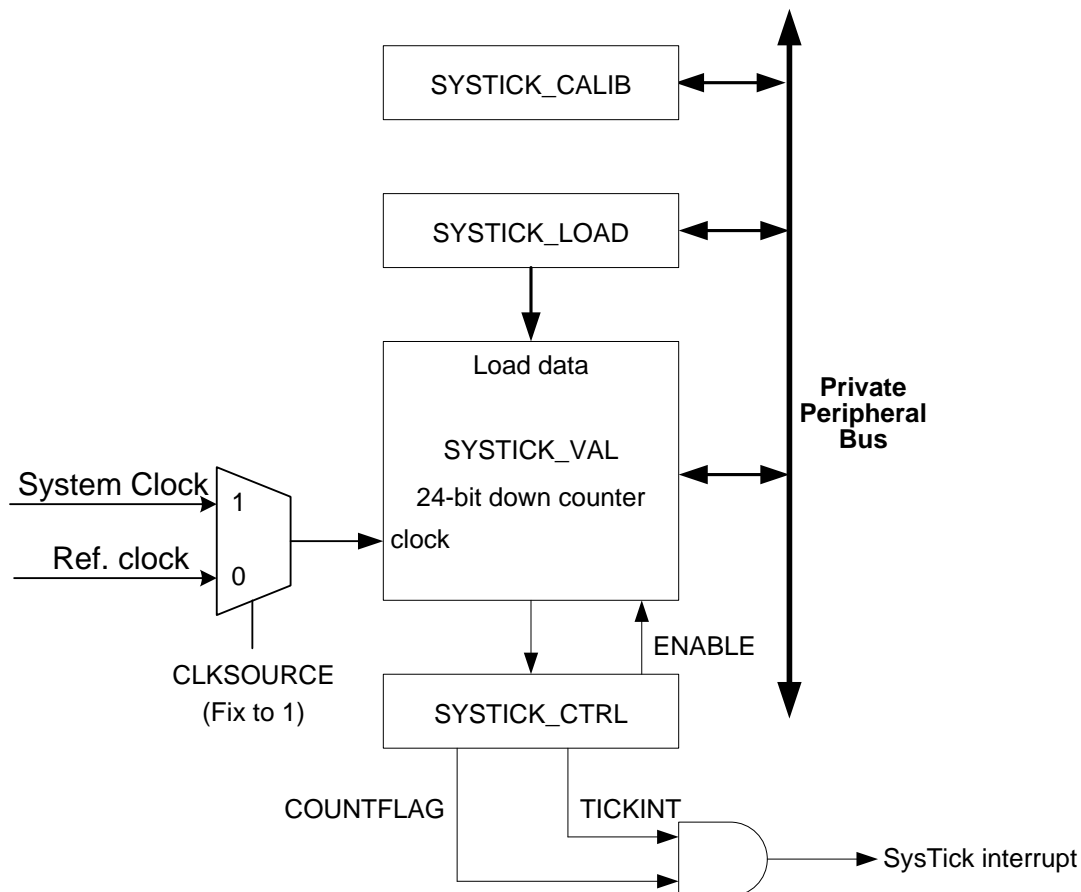 SYSTICK_CALIB
SYSTICK_LOAD
Load data
Private
Peripheral
Bus
SYSTICK_VAL
24-bit down counter
System Clock
1
clock
Ref. clock
0
ENABLE
CLKSOURCE
(Fix to 1)
SYSTICK_CTRL
COUNTFLAG
TICKINT
SysTick interrupt